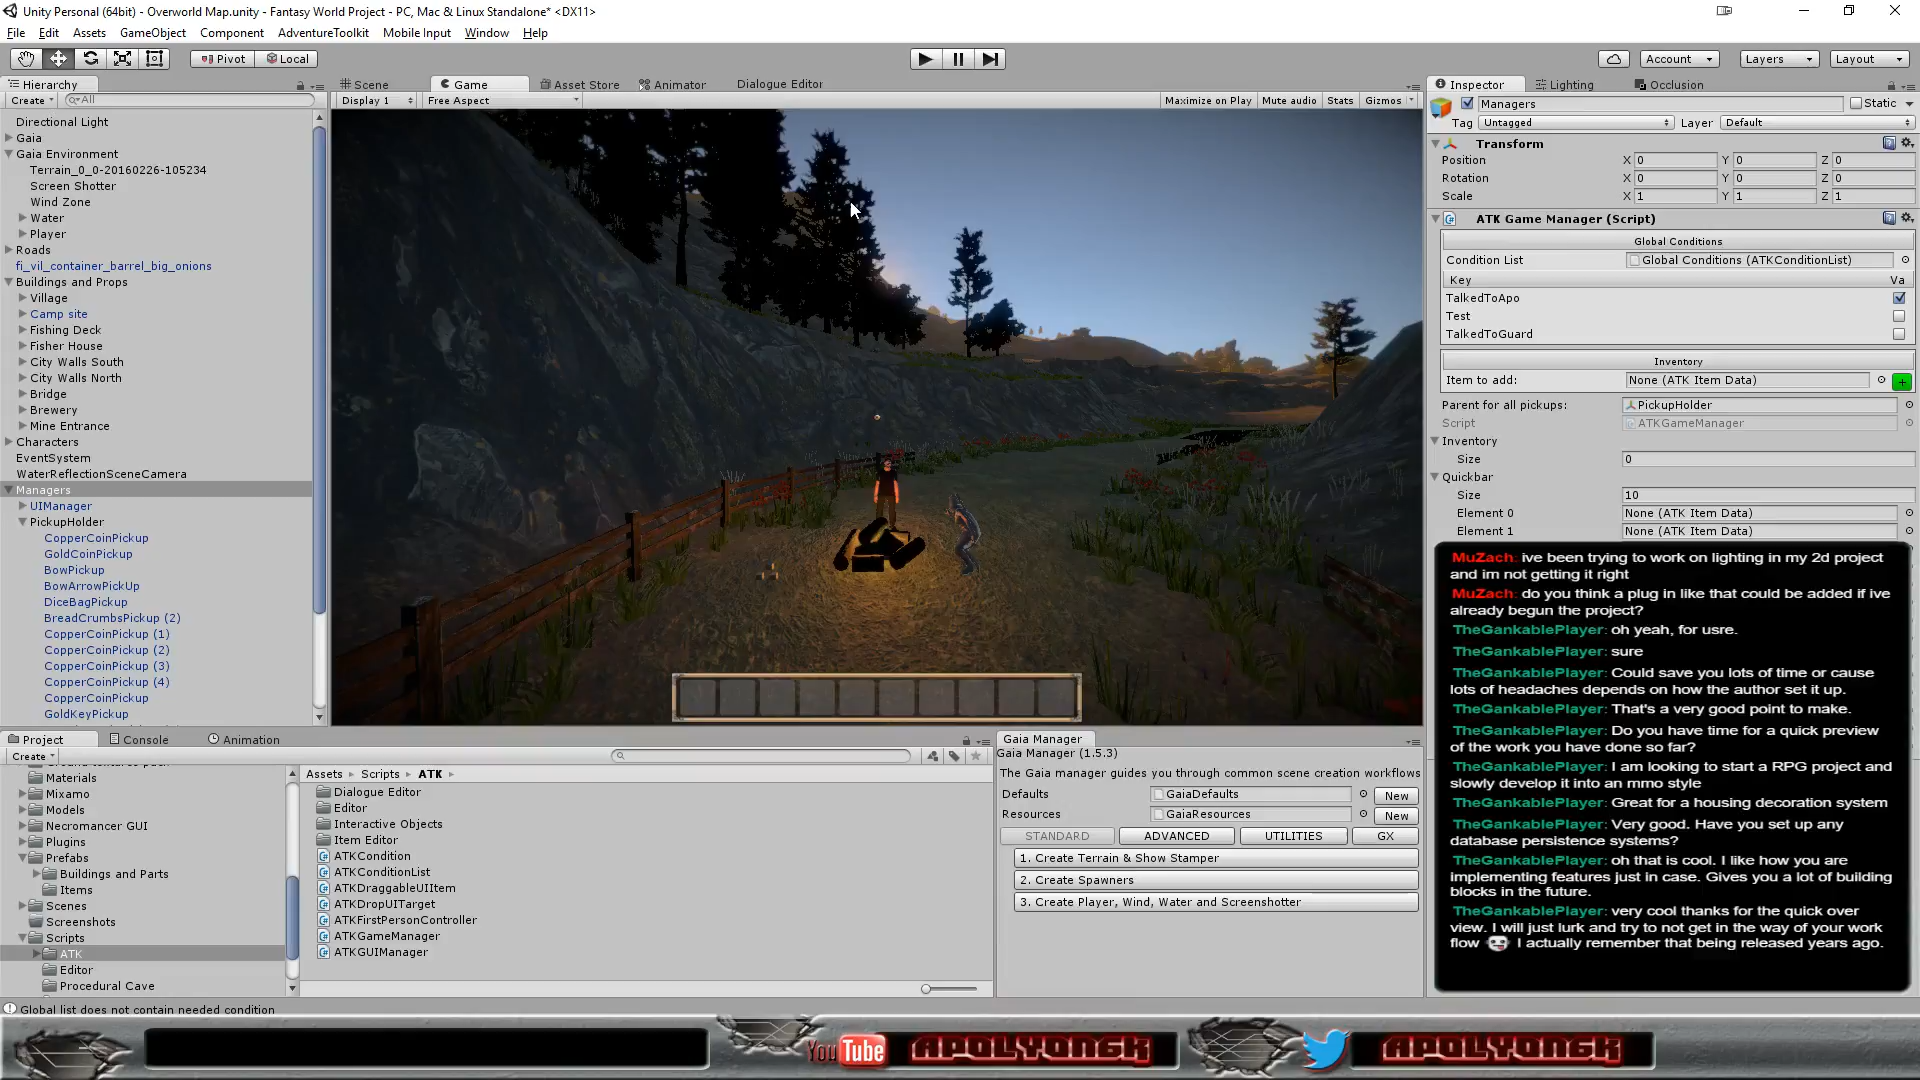 Unity Personal (64bit) - Overworld Map.unity - Fantasy World Project - PC, Mac & Linux Standalone* <DX11>
File Edit Assets GameObject Component AdventureToolkit Mobile Input Window Help
Pivot Local Account Layers Layout
Hierarchy
Create All
Directional Light
Gaia
Gaia Environment
Terrain_0_0-20160226-105234
Screen Shotter
Wind Zone
Water
Player
Roads
fi_vil_container_barrel_big_onions
Buildings and Props
Village
Camp site
Fishing Deck
Fisher House
City Walls South
City Walls North
Bridge
Brewery
Mine Entrance
Characters
EventSystem
WaterReflectionSceneCamera
Managers
UIManager
PickupHolder
CopperCoinPickup
GoldCoinPickup
BowPickup
BowArrowPickUp
DiceBagPickup
BreadCrumbsPickup (2)
CopperCoinPickup (1)
CopperCoinPickup (2)
CopperCoinPickup (3)
CopperCoinPickup (4)
CopperCoinPickup
GoldKeyPickup
Scene Game Asset Store Animator Dialogue Editor
Display 1 Free Aspect Maximize on Play Mute audio Stats Gizmos
Inspector Lighting Occlusion
Managers Static
Tag Untagged Layer Default
Transform
Position X 0 Y 0 Z 0
Rotation X 0 Y 0 Z 0
Scale X 1 Y 1 Z 1
ATK Game Manager (Script)
Global Conditions
Condition List Global Conditions (ATKConditionList)
Key Va
TalkedToApo
Test
TalkedToGuard
Inventory
Item to add: None (ATK Item Data) +
Parent for all pickups: PickupHolder
Script ATKGameManager
Inventory
Size 0
Quickbar
Size 10
Element 0 None (ATK Item Data)
Element 1 None (ATK Item Data)
MuZach: ive been trying to work on lighting in my 2d project
and im not getting it right
MuZach: do you think a plug in like that could be added if ive
already begun the project?
TheGankablePlayer: oh yeah, for usre.
TheGankablePlayer: sure
TheGankablePlayer: Could save you lots of time or cause
lots of headaches depends on how the author set it up.
TheGankablePlayer: That's a very good point to make.
TheGankablePlayer: Do you have time for a quick preview
of the work you have done so far?
TheGankablePlayer: I am looking to start a RPG project and
slowly develop it into an mmo style
TheGankablePlayer: Great for a housing decoration system
TheGankablePlayer: Very good. Have you set up any
database persistence systems?
TheGankablePlayer: oh that is cool. I like how you are
implementing features just in case. Gives you a lot of building
blocks in the future.
TheGankablePlayer: very cool thanks for the quick over
view. I will just lurk and try to not get in the way of your work
flow I actually remember that being released years ago.
Project Console Animation
Create
Materials
Mixamo
Models
Necromancer GUI
Plugins
Prefabs
Buildings and Parts
Items
Scenes
Screenshots
Scripts
ATK
Editor
Procedural Cave
Assets Scripts ATK
Dialogue Editor
Editor
Interactive Objects
Item Editor
ATKCondition
ATKConditionList
ATKDraggableUIItem
ATKDropUITarget
ATKFirstPersonController
ATKGameManager
ATKGUIManager
Gaia Manager
Gaia Manager (1.5.3)
The Gaia manager guides you through common scene creation workflows
Defaults GaiaDefaults New
Resources GaiaResources New
STANDARD ADVANCED UTILITIES GX
1. Create Terrain & Show Stamper
2. Create Spawners
3. Create Player, Wind, Water and Screenshotter
Global list does not contain needed condition
YouTube APOLYONGK APOLYONGK